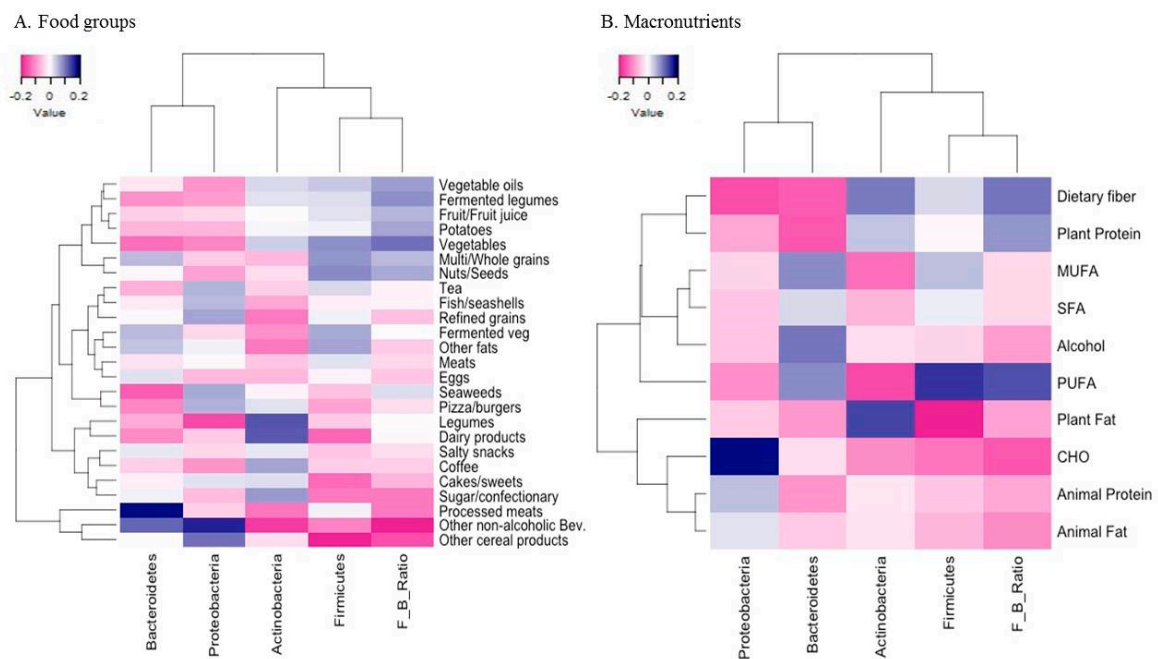 A. Food groups
-0.2 0 0.2
Value
Vegetable oils
Fermented legumes
Fruit/Fruit juice
Potatoes
Vegetables
Multi/Whole grains
Nuts/Seeds
Tea
Fish/seashells
Refined grains
Fermented veg
Other fats
Meats
Eggs
Seaweeds
Pizza/burgers
Legumes
Dairy products
Salty snacks
Coffee
Cakes/sweets
Sugar/confectionary
Processed meats
Other non-alcoholic Bev.
Other cereal products
Bacteroidetes
Proteobacteria
Actinobacteria
Firmicutes
F_B_Ratio
B. Macronutrients
-0.2 0 0.2
Value
Dietary fiber
Plant Protein
MUFA
SFA
Alcohol
PUFA
Plant Fat
CHO
Animal Protein
Animal Fat
Proteobacteria
Bacteroidetes
Actinobacteria
Firmicutes
F_B_Ratio